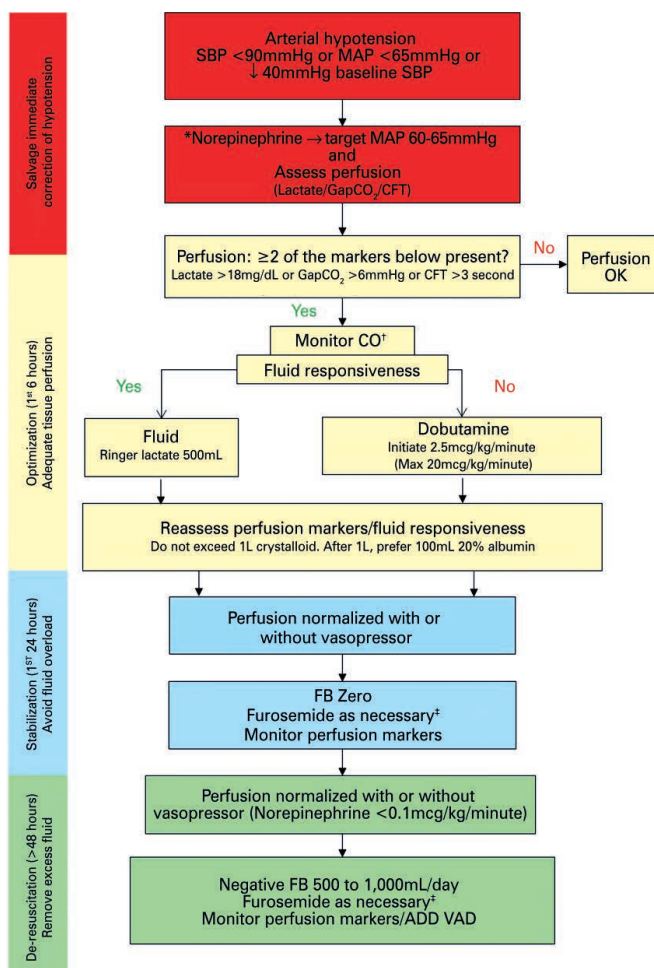 Salvage immediate
correction of hypotension
Arterial hypotension
SBP <90mmHg or MAP <65mmHg or
↓ 40mmHg baseline SBP
*Norepinephrine → target MAP 60-65mmHg
and
Assess perfusion
(Lactate/GapCO₂/CFT)
Optimization (1ˢᵗ 6 hours)
Adequate tissue perfusion
Perfusion: ≥2 of the markers below present?
Lactate >18mg/dL or GapCO₂ >6mmHg or CFT >3 second
No
Perfusion
OK
Yes
Monitor CO†
Fluid responsiveness
Yes
No
Fluid
Ringer lactate 500mL
Dobutamine
Initiate 2.5mcg/kg/minute
(Max 20mcg/kg/minute)
Reassess perfusion markers/fluid responsiveness
Do not exceed 1L crystalloid. After 1L, prefer 100mL 20% albumin
Stabilization (1ˢᵀ 24 hours)
Avoid fluid overload
Perfusion normalized with or
without vasopressor
FB Zero
Furosemide as necessary‡
Monitor perfusion markers
De-resuscitation (>48 hours)
Remove excess fluid
Perfusion normalized with or without
vasopressor (Norepinephrine <0.1mcg/kg/minute)
Negative FB 500 to 1,000mL/day
Furosemide as necessary‡
Monitor perfusion markers/ADD VAD